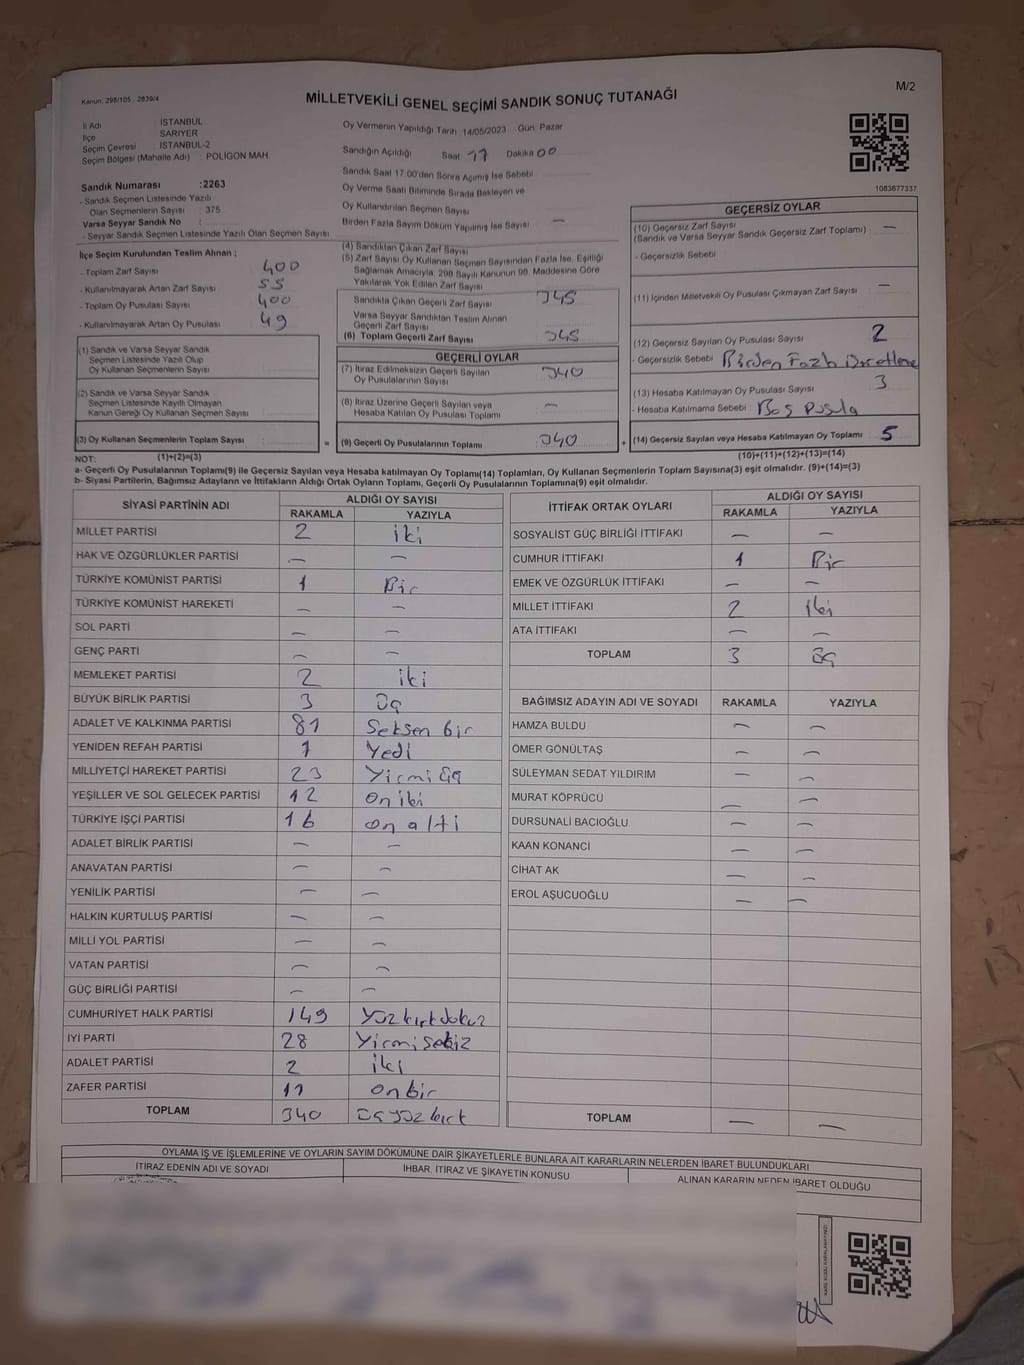 Kanun: 298/105 ; 2839/4
M/2
MİLLETVEKİLİ GENEL SEÇİMİ SANDIK SONUÇ TUTANAĞI
İl Adı : İSTANBUL
İlçe : SARIYER
Seçim Çevresi : İSTANBUL-2
Seçim Bölgesi (Mahalle Adı) : POLİGON MAH
Sandık Numarası :2263
- Sandık Seçmen Listesinde Yazılı
Olan Seçmenlerin Sayısı : 375
Varsa Seyyar Sandık No :
- Seyyar Sandık Seçmen Listesinde Yazılı Olan Seçmen Sayısı :
Oy Vermenin Yapıldığı Tarih : 14/05/2023 Gün: Pazar
Sandığın Açıldığı Saat 17 Dakika 00
Sandık Saat 17:00'den Sonra Açılmış İse Sebebi
Oy Verme Saati Bitiminde Sırada Bekleyen ve
Oy Kullandırılan Seçmen Sayısı
Birden Fazla Sayım Döküm Yapılmış İse Sayısı : —
1083677337
İlçe Seçim Kurulundan Teslim Alınan :
- Toplam Zarf Sayısı 400
- Kullanılmayarak Artan Zarf Sayısı : 55
- Toplam Oy Pusulası Sayısı : 400
- Kullanılmayarak Artan Oy Pusulası : 49
(1) Sandık ve Varsa Seyyar Sandık
Seçmen Listesinde Yazılı Olup
Oy Kullanan Seçmenlerin Sayısı :
(2) Sandık ve Varsa Seyyar Sandık
Seçmen Listesinde Kayıtlı Olmayan
Kanun Gereği Oy Kullanan Seçmen Sayısı :
(3) Oy Kullanan Seçmenlerin Toplam Sayısı :
(4) Sandıktan Çıkan Zarf Sayısı
(5) Zarf Sayısı Oy Kullanan Seçmen Sayısından Fazla İse, Eşitliği
Sağlamak Amacıyla, 298 Sayılı Kanunun 98. Maddesine Göre
Yakılarak Yok Edilen Zarf Sayısı
Sandıkta Çıkan Geçerli Zarf Sayısı 345
Varsa Seyyar Sandıktan Teslim Alınan
Geçerli Zarf Sayısı
(6) Toplam Geçerli Zarf Sayısı 345
GEÇERLİ OYLAR
(7) İtiraz Edilmeksizin Geçerli Sayılan
Oy Pusulalarının Sayısı 340
(8) İtiraz Üzerine Geçerli Sayılan veya
Hesaba Katılan Oy Pusulası Toplamı —
= (9) Geçerli Oy Pusulalarının Toplamı 340
GEÇERSİZ OYLAR
(10) Geçersiz Zarf Sayısı
(Sandık ve Varsa Seyyar Sandık Geçersiz Zarf Toplamı) : —
- Geçersizlik Sebebi
(11) İçinden Milletvekili Oy Pusulası Çıkmayan Zarf Sayısı : —
(12) Geçersiz Sayılan Oy Pusulası Sayısı : 2
- Geçersizlik Sebebi : Birden Fazla
(13) Hesaba Katılmayan Oy Pusulası Sayısı : 3
- Hesaba Katılmama Sebebi : Boş Pusula
+ (14) Geçersiz Sayılan veya Hesaba Katılmayan Oy Toplamı 5
NOT: (1)+(2)=(3)
(10)+(11)+(12)+(13)=(14)
a- Geçerli Oy Pusulalarının Toplamı(9) ile Geçersiz Sayılan veya Hesaba katılmayan Oy Toplamı(14) Toplamları, Oy Kullanan Seçmenlerin Toplam Sayısına(3) eşit olmalıdır. (9)+(14)=(3)
b- Siyasi Partilerin, Bağımsız Adayların ve İttifakların Aldığı Ortak Oyların Toplamı, Geçerli Oy Pusulalarının Toplamına(9) eşit olmalıdır.
SİYASİ PARTİNİN ADI
ALDIĞI OY SAYISI
RAKAMLA YAZIYLA
MİLLET PARTİSİ 2 iki
HAK VE ÖZGÜRLÜKLER PARTİSİ — —
TÜRKİYE KOMÜNİST PARTİSİ 1 Bir
TÜRKİYE KOMÜNİST HAREKETİ — —
SOL PARTİ — —
GENÇ PARTİ — —
MEMLEKET PARTİSİ 2 iki
BÜYÜK BİRLİK PARTİSİ 3 Üç
ADALET VE KALKINMA PARTİSİ 81 Seksen bir
YENİDEN REFAH PARTİSİ 7 Yedi
MİLLİYETÇİ HAREKET PARTİSİ 23 Yirmi üç
YEŞİLLER VE SOL GELECEK PARTİSİ 12 On iki
TÜRKİYE İŞÇİ PARTİSİ 16 on altı
ADALET BİRLİK PARTİSİ — —
ANAVATAN PARTİSİ — —
YENİLİK PARTİSİ — —
HALKIN KURTULUŞ PARTİSİ — —
MİLLİ YOL PARTİSİ — —
VATAN PARTİSİ — —
GÜÇ BİRLİĞİ PARTİSİ — —
CUMHURİYET HALK PARTİSİ 149 Yüz kırk dokuz
İYİ PARTİ 28 Yirmi sekiz
ADALET PARTİSİ 2 iki
ZAFER PARTİSİ 11 on bir
TOPLAM 340 üç yüz kırk
İTTİFAK ORTAK OYLARI
ALDIĞI OY SAYISI
RAKAMLA YAZIYLA
SOSYALİST GÜÇ BİRLİĞİ İTTİFAKI — —
CUMHUR İTTİFAKI 1 Bir
EMEK VE ÖZGÜRLÜK İTTİFAKI — —
MİLLET İTTİFAKI 2 iki
ATA İTTİFAKI — —
TOPLAM 3 üç
BAĞIMSIZ ADAYIN ADI VE SOYADI RAKAMLA YAZIYLA
HAMZA BULDU — —
ÖMER GÖNÜLTAŞ — —
SÜLEYMAN SEDAT YILDIRIM — —
MURAT KÖPRÜCÜ — —
DURSUNALİ BACIOĞLU — —
KAAN KONANCİ — —
CİHAT AK — —
EROL AŞUCUOĞLU — —
TOPLAM — —
OYLAMA İŞ VE İŞLEMLERİNE VE OYLARIN SAYIM DÖKÜMÜNE DAİR ŞİKAYETLERLE BUNLARA AİT KARARLARIN NELERDEN İBARET BULUNDUKLARI
İTİRAZ EDENİN ADI VE SOYADI
İHBAR, İTİRAZ VE ŞİKAYETİN KONUSU
ALINAN KARARIN NEDEN İBARET OLDUĞU